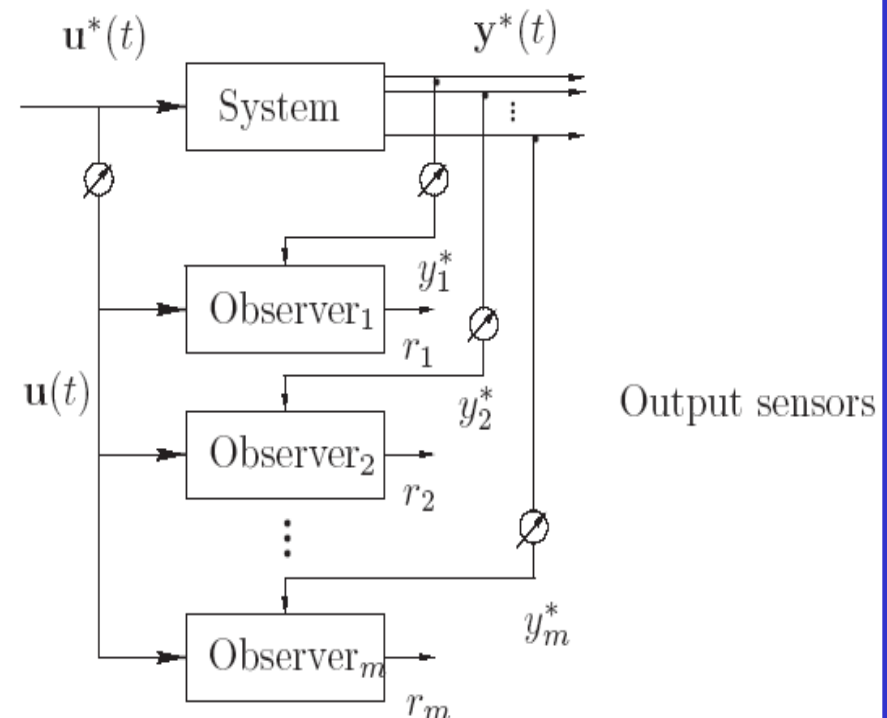 u*(t)
y*(t)
System
⋮
Observer₁
y₁*
r₁
u(t)
Output sensors
y₂*
Observer₂
r₂
⋮
yₘ*
Observerₘ
rₘ